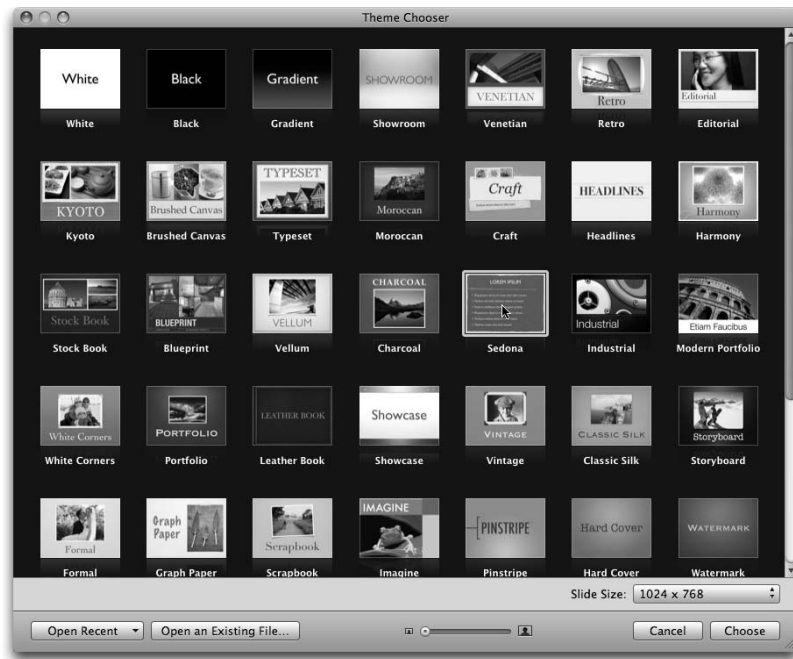 Theme Chooser
White
Black
Gradient
SHOWROOM
VENETIAN
Retro
Editorial
White
Black
Gradient
Showroom
Venetian
Retro
Editorial
KYOTO
Brushed Canvas
TYPESET
Moroccan
Craft
HEADLINES
Harmony
Kyoto
Brushed Canvas
Typeset
Moroccan
Craft
Headlines
Harmony
Stock Book
BLUEPRINT
VELLUM
CHARCOAL
LOREM IPSUM
Industrial
Etiam Faucibus
Stock Book
Blueprint
Vellum
Charcoal
Sedona
Industrial
Modern Portfolio
White Corners
PORTFOLIO
LEATHER BOOK
Showcase
VINTAGE
CLASSIC SILK
Storyboard
White Corners
Portfolio
Leather Book
Showcase
Vintage
Classic Silk
Storyboard
Formal
Graph
Paper
Scrapbook
IMAGINE
PINSTRIPE
Hard Cover
WATERMARK
Formal
Graph Paper
Scrapbook
Imagine
Pinstripe
Hard Cover
Watermark
Slide Size: 1024 x 768
Open Recent
Open an Existing File...
Cancel
Choose